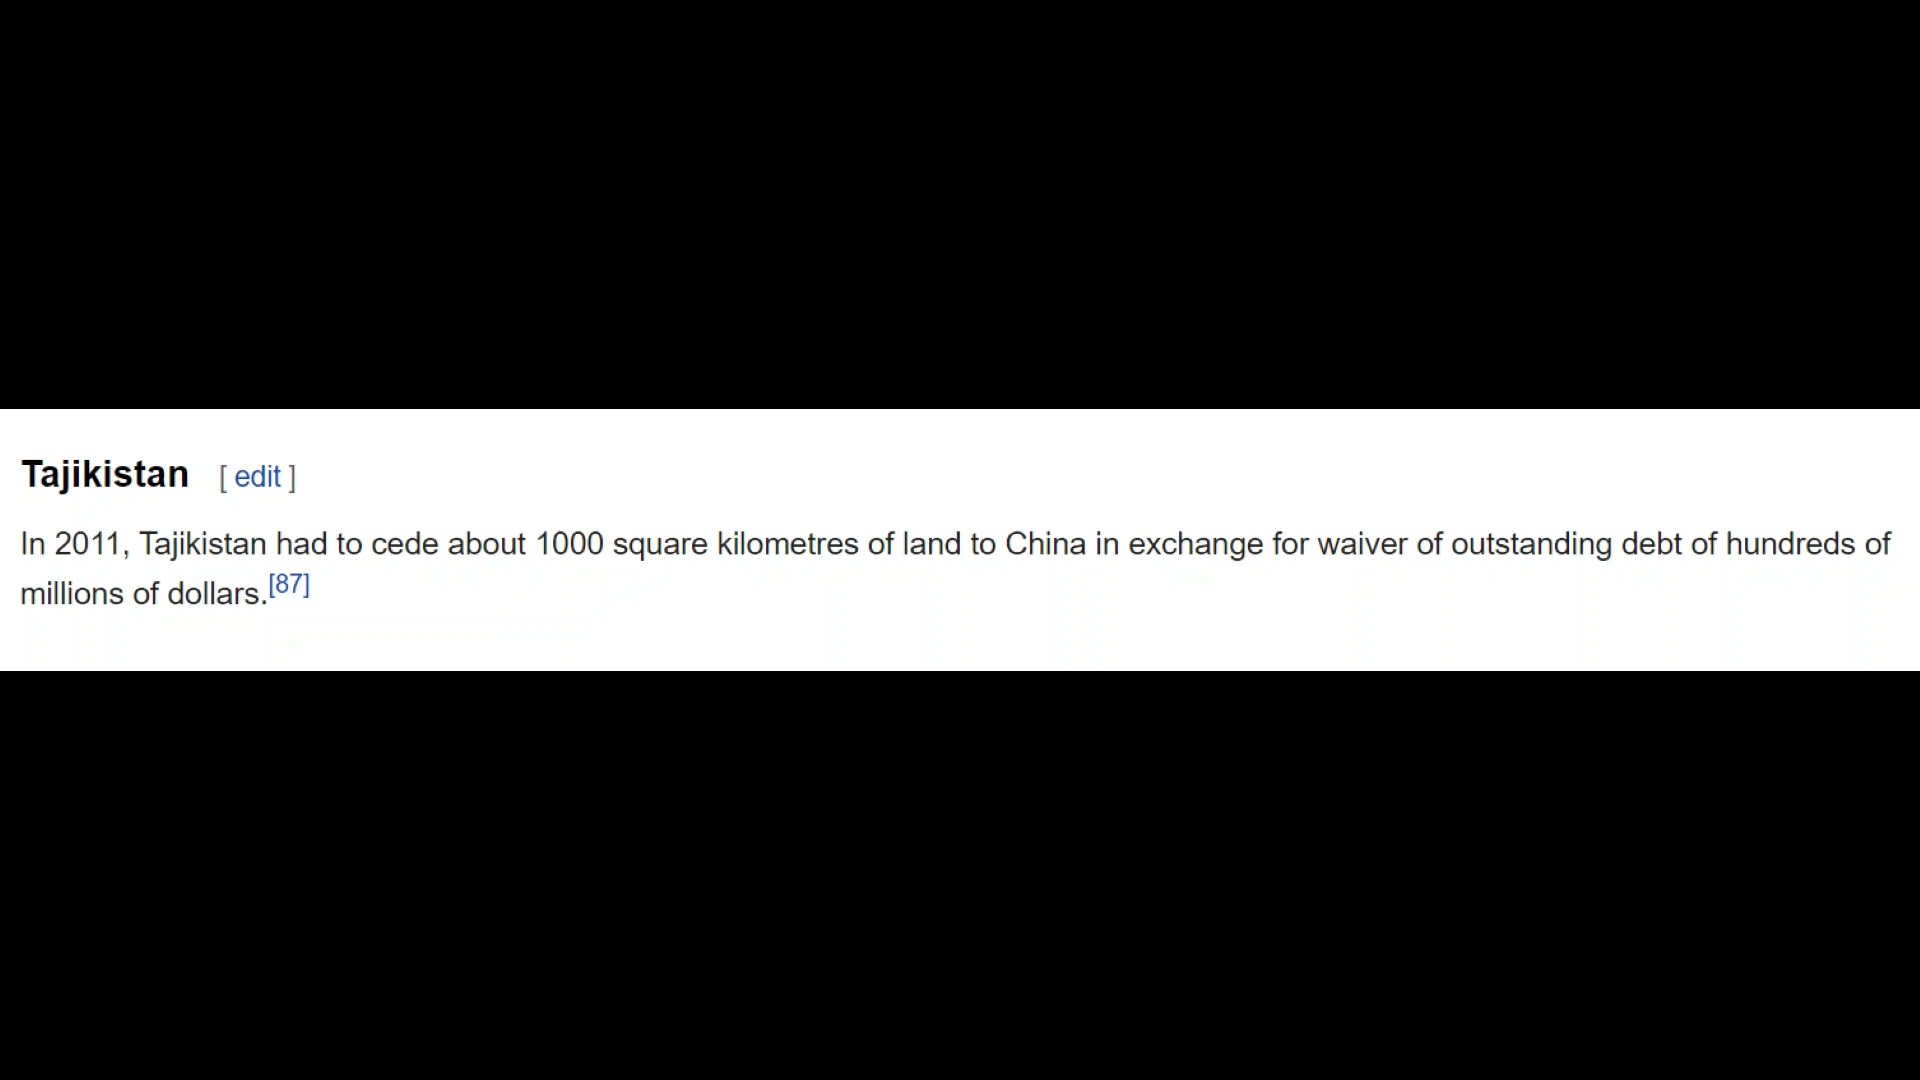 Tajikistan [ edit ]
In 2011, Tajikistan had to cede about 1000 square kilometres of land to China in exchange for waiver of outstanding debt of hundreds of
millions of dollars.[87]